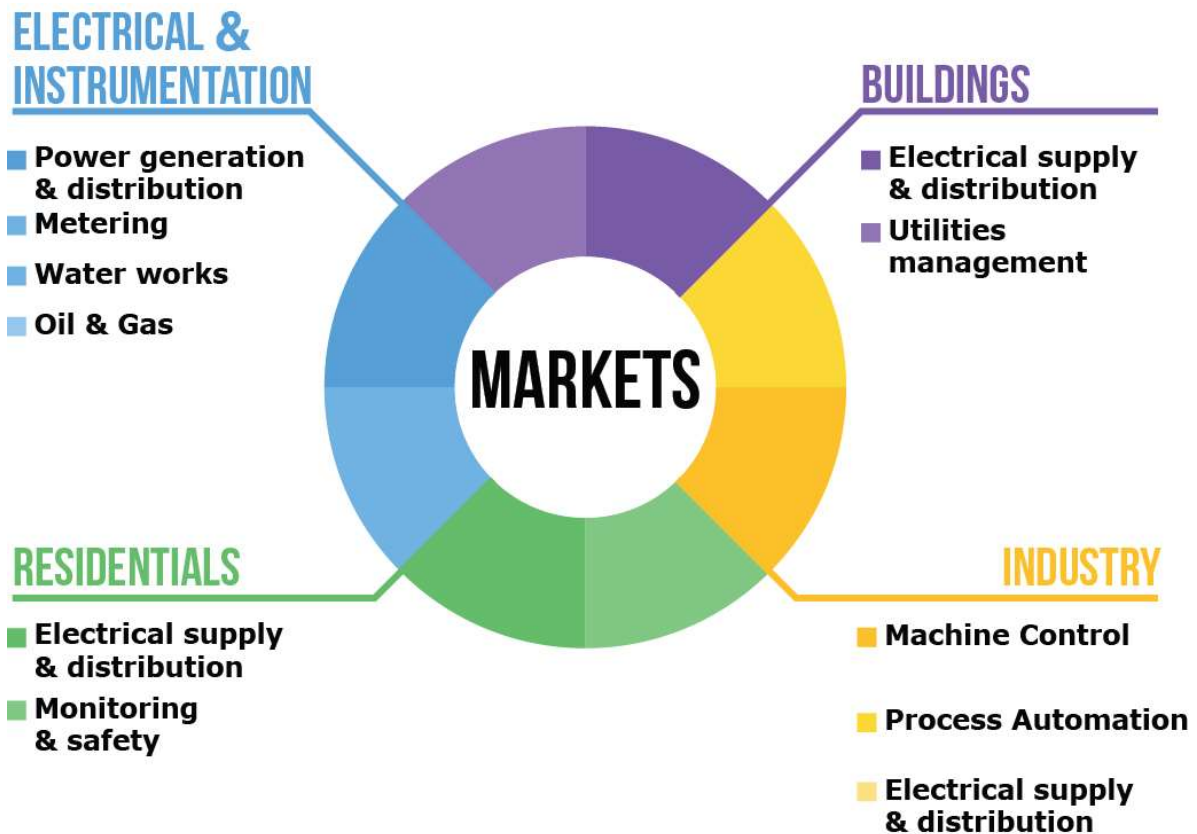 ELECTRICAL &
INSTRUMENTATION
Power generation
& distribution
Metering
Water works
Oil & Gas
BUILDINGS
Electrical supply
& distribution
Utilities
management
MARKETS
RESIDENTIALS
Electrical supply
& distribution
Monitoring
& safety
INDUSTRY
Machine Control
Process Automation
Electrical supply
& distribution